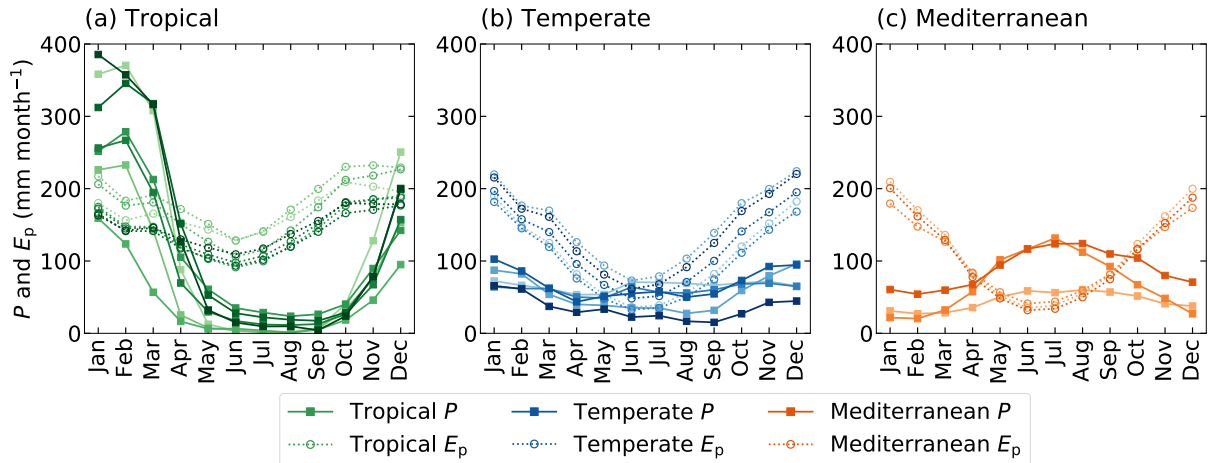 (a) Tropical
(b) Temperate
(c) Mediterranean
P and Eₚ (mm month⁻¹)
400
300
200
100
0
Jan
Feb
Mar
Apr
May
Jun
Jul
Aug
Sep
Oct
Nov
Dec
400
300
200
100
0
Jan
Feb
Mar
Apr
May
Jun
Jul
Aug
Sep
Oct
Nov
Dec
400
300
200
100
0
Jan
Feb
Mar
Apr
May
Jun
Jul
Aug
Sep
Oct
Nov
Dec
Tropical P
Temperate P
Mediterranean P
Tropical Eₚ
Temperate Eₚ
Mediterranean Eₚ